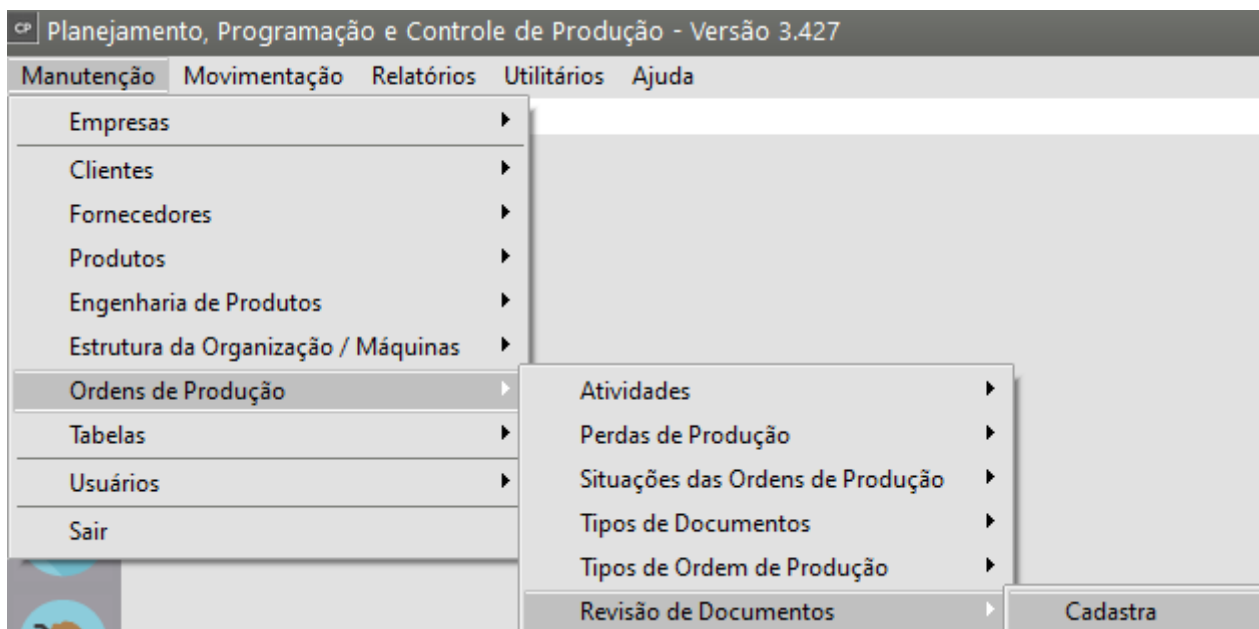 CP Planejamento, Programação e Controle de Produção - Versão 3.427
Manutenção Movimentação Relatórios Utilitários Ajuda
Empresas
Clientes
Fornecedores
Produtos
Engenharia de Produtos
Estrutura da Organização / Máquinas
Ordens de Produção
Tabelas
Usuários
Sair
Atividades
Perdas de Produção
Situações das Ordens de Produção
Tipos de Documentos
Tipos de Ordem de Produção
Revisão de Documentos
Cadastra